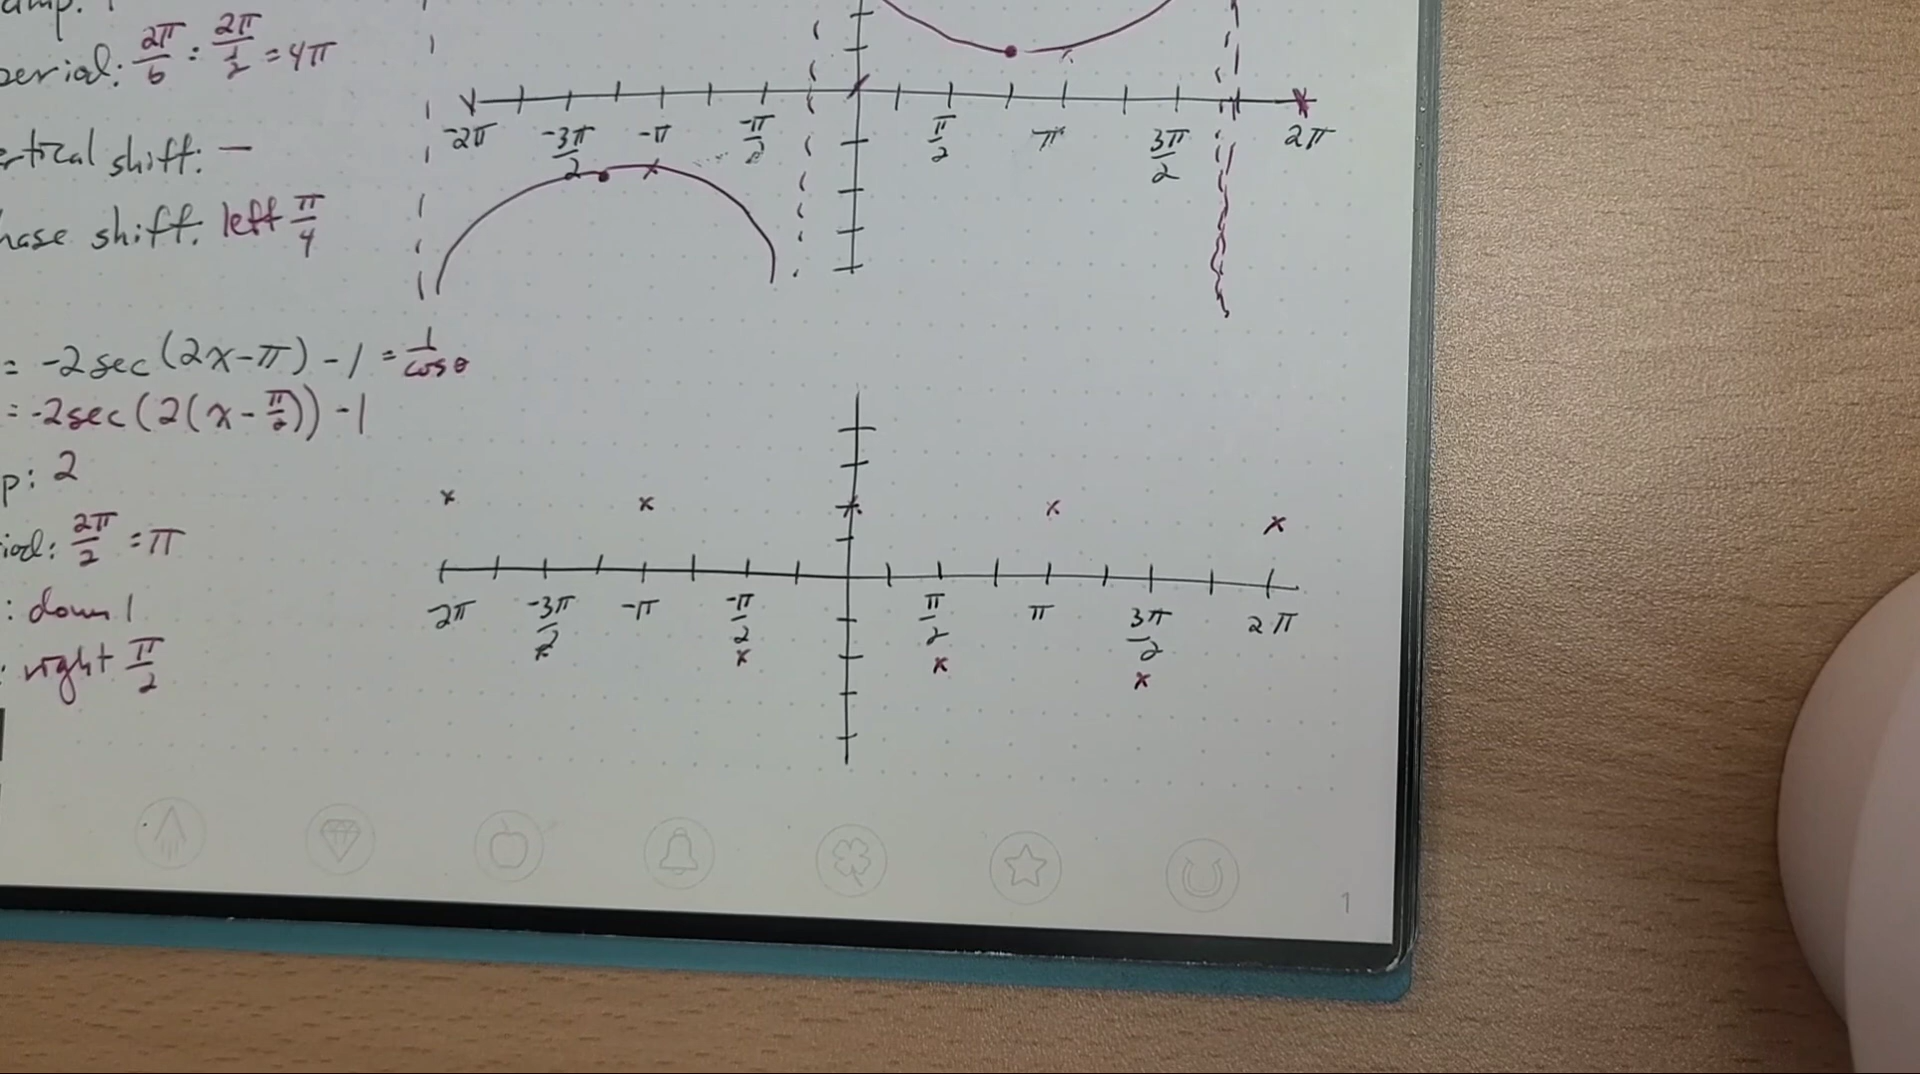 amp: 1
period: 2π/b = 2π/1/2 = 4π
-2π -3π/2 -π -π/2 π/2 π 3π/2 2π
vertical shift: —
phase shift: left π/4
= -2sec(2x-π) - 1 = 1/cosθ
= -2sec(2(x-π/2)) - 1
p: 2
iod: 2π/2 = π
-2π -3π/2 -π -π/2 π/2 π 3π/2 2π
: down 1
: right π/2
1